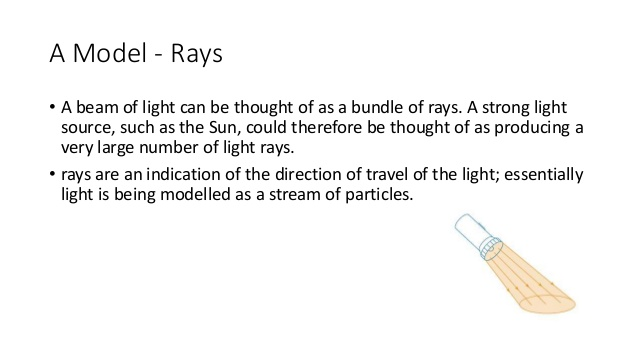 A Model - Rays
• A beam of light can be thought of as a bundle of rays. A strong light
source, such as the Sun, could therefore be thought of as producing a
very large number of light rays.
• rays are an indication of the direction of travel of the light; essentially
light is being modelled as a stream of particles.